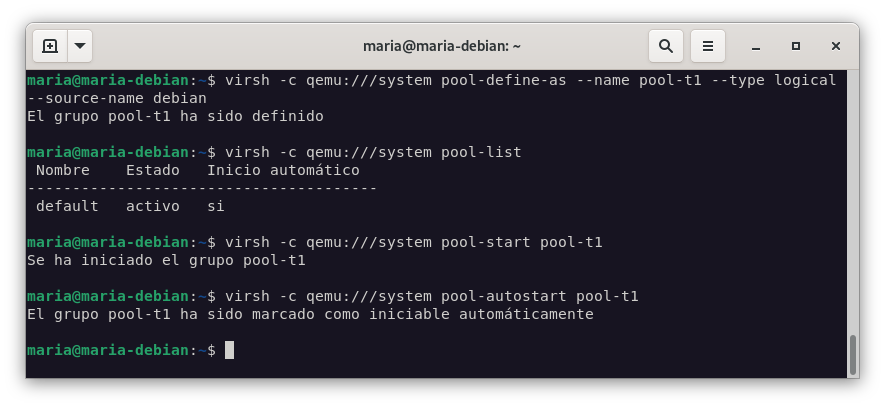 maria@maria-debian: ~
maria@maria-debian:~$ virsh -c qemu:///system pool-define-as --name pool-t1 --type logical
--source-name debian
El grupo pool-t1 ha sido definido
maria@maria-debian:~$ virsh -c qemu:///system pool-list
Nombre Estado Inicio automático
---------------------------------------
default activo si
maria@maria-debian:~$ virsh -c qemu:///system pool-start pool-t1
Se ha iniciado el grupo pool-t1
maria@maria-debian:~$ virsh -c qemu:///system pool-autostart pool-t1
El grupo pool-t1 ha sido marcado como iniciable automáticamente
maria@maria-debian:~$